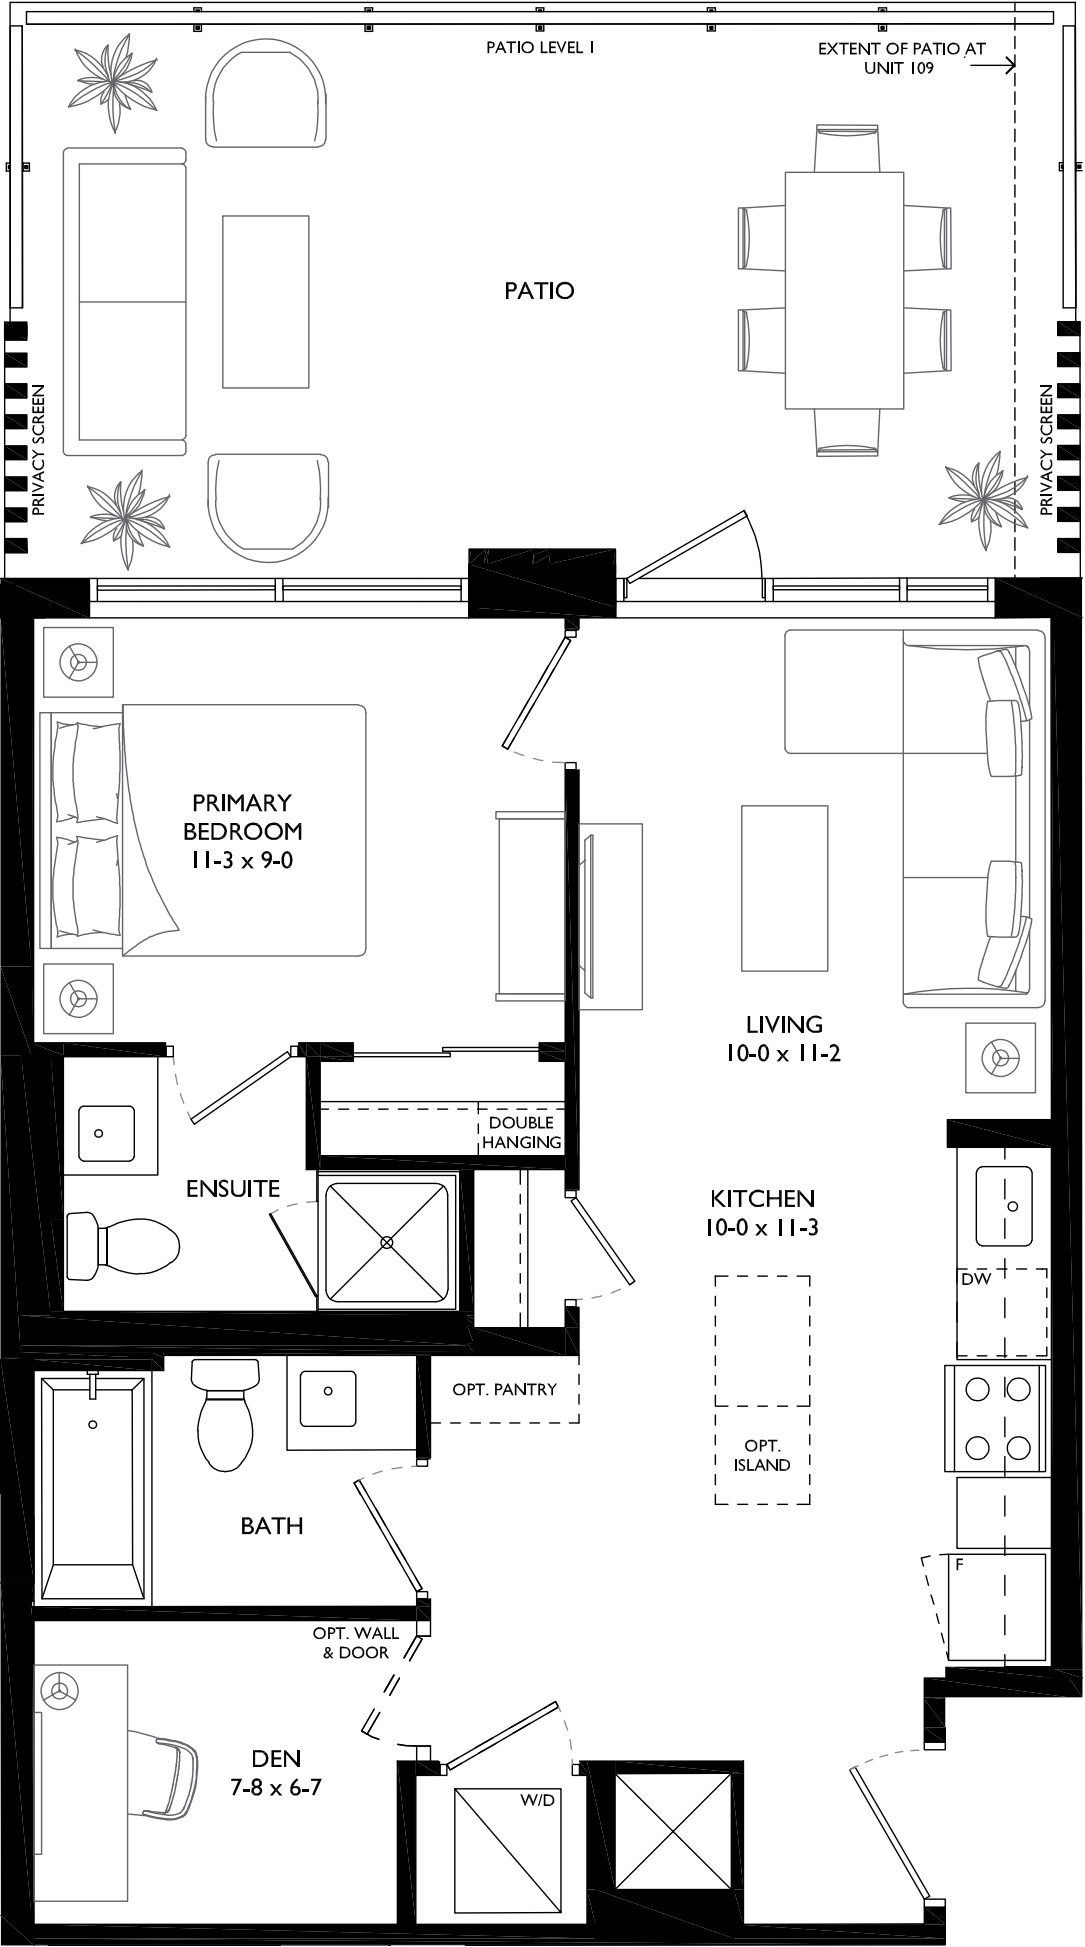 PATIO LEVEL 1
EXTENT OF PATIO AT
UNIT 109
PATIO
PRIVACY SCREEN
PRIVACY SCREEN
PRIMARY
BEDROOM
11-3 x 9-0
LIVING
10-0 x 11-2
DOUBLE
HANGING
ENSUITE
KITCHEN
10-0 x 11-3
DW
OPT. PANTRY
OPT.
ISLAND
BATH
F
OPT. WALL
& DOOR
DEN
7-8 x 6-7
W/D